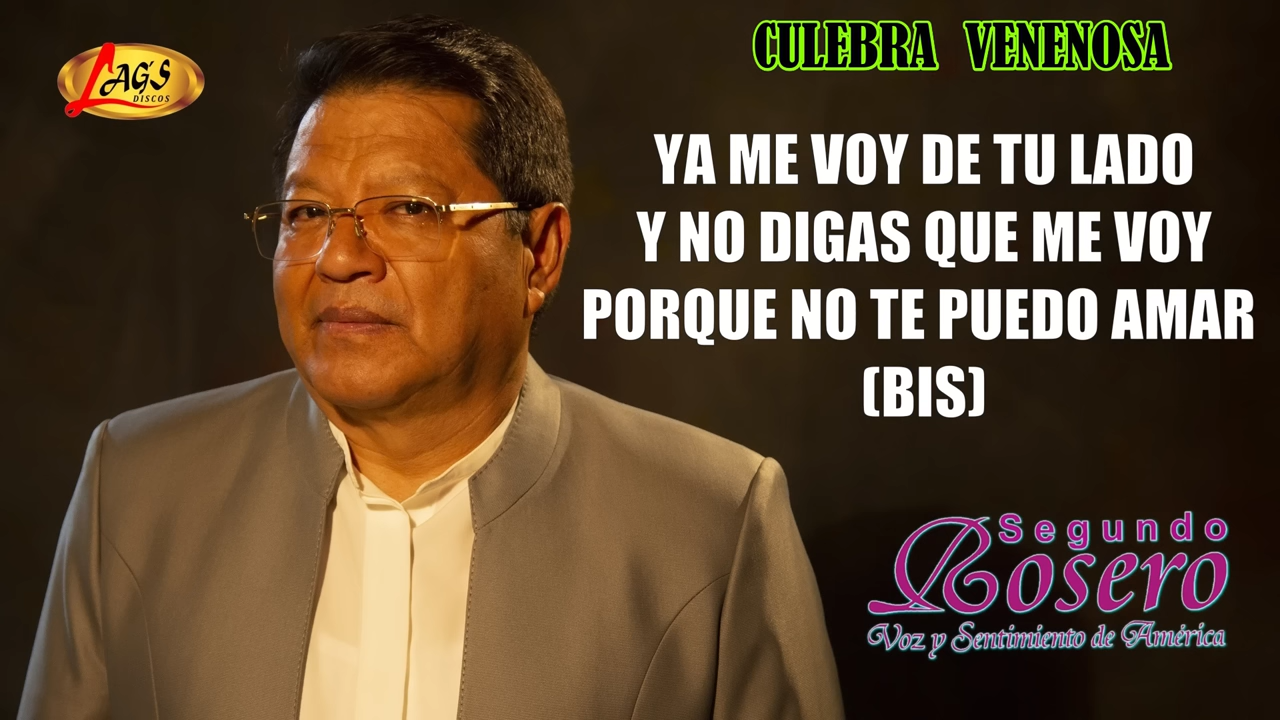 LAG'S
DISCOS
CULEBRA VENENOSA
YA ME VOY DE TU LADO
Y NO DIGAS QUE ME VOY
PORQUE NO TE PUEDO AMAR
(BIS)
Segundo
Rosero
Voz y Sentimiento de América